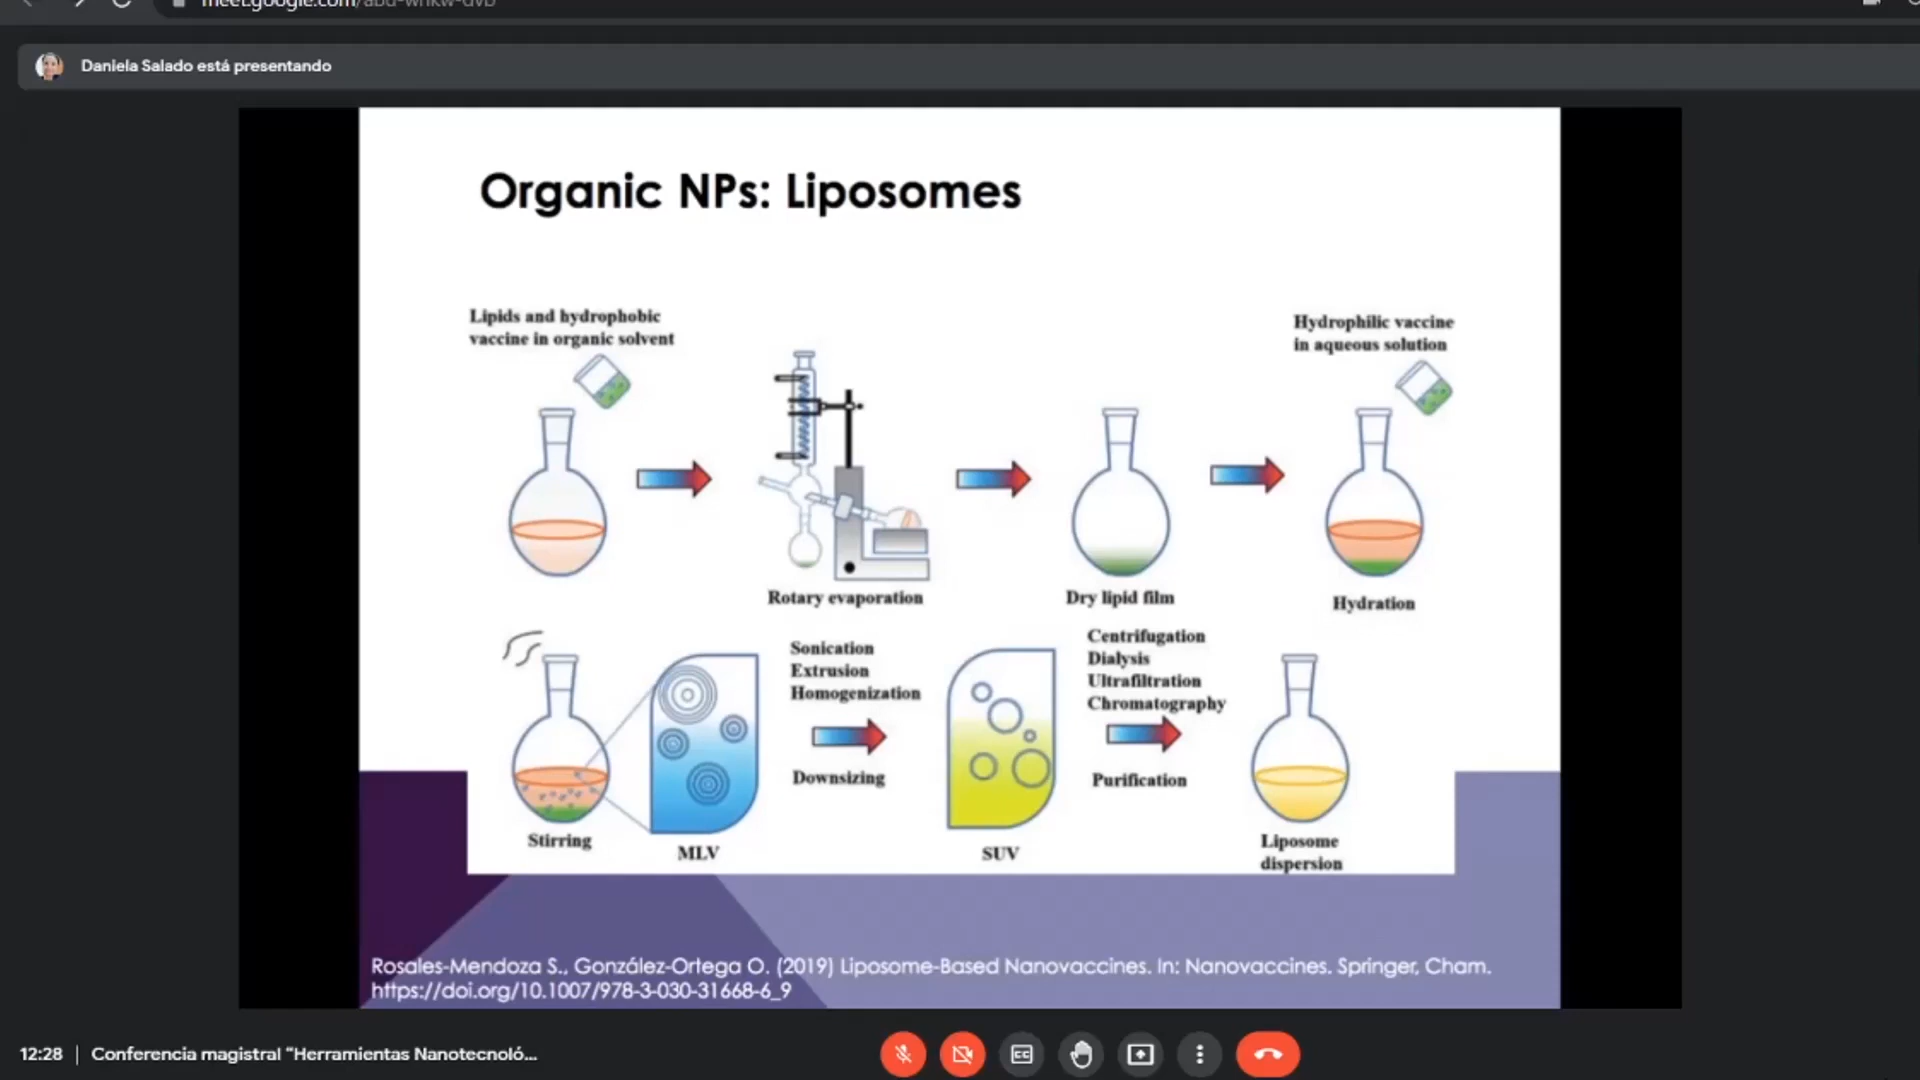 Daniela Salado está presentando
Organic NPs: Liposomes
Lipids and hydrophobic
vaccine in organic solvent
Hydrophilic vaccine
in aqueous solution
Rotary evaporation
Dry lipid film
Hydration
Sonication
Extrusion
Homogenization
Downsizing
Centrifugation
Dialysis
Ultrafiltration
Chromatography
Purification
Stirring
MLV
SUV
Liposome
dispersion
Rosales-Mendoza S., González-Ortega O. (2019) Liposome-Based Nanovaccines. In: Nanovaccines. Springer, Cham.
https://doi.org/10.1007/978-3-030-31668-6_9
12:28 | Conferencia magistral “Herramientas Nanotecnoló...
CC